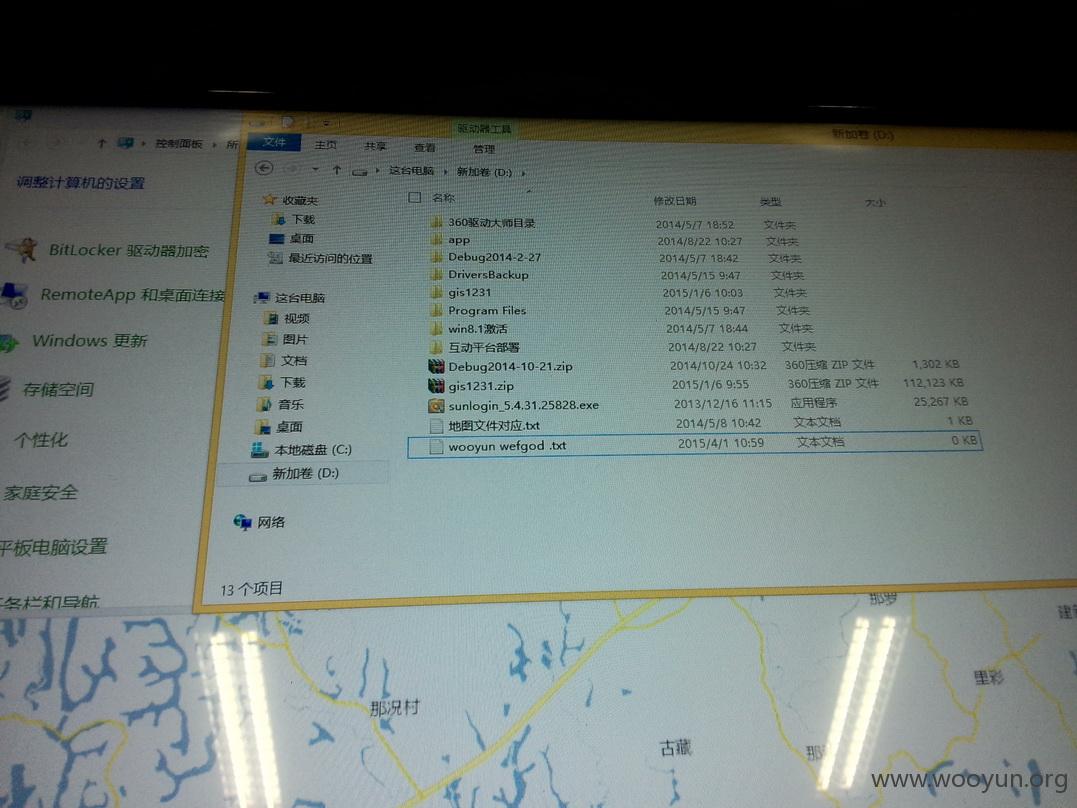 控制面板 所
调整计算机的设置
BitLocker 驱动器加密
RemoteApp 和桌面连接
Windows 更新
存储空间
个性化
家庭安全
平板电脑设置
任务栏和导航
驱动器工具
新加卷 (D:)
文件 主页 共享 查看 管理
这台电脑 新加卷 (D:)
收藏夹
下载
桌面
最近访问的位置
这台电脑
视频
图片
文档
下载
音乐
桌面
本地磁盘 (C:)
新加卷 (D:)
网络
名称 修改日期 类型 大小
360驱动大师目录 2014/5/7 18:52 文件夹
app 2014/8/22 10:27 文件夹
Debug2014-2-27 2014/5/7 18:42 文件夹
DriversBackup 2014/5/15 9:47 文件夹
gis1231 2015/1/6 10:03 文件夹
Program Files 2014/5/15 9:47 文件夹
win8.1激活 2014/5/7 18:44 文件夹
互动平台部署 2014/8/22 10:27 文件夹
Debug2014-10-21.zip 2014/10/24 10:32 360压缩 ZIP 文件 1,302 KB
gis1231.zip 2015/1/6 9:55 360压缩 ZIP 文件 112,123 KB
sunlogin_5.4.31.25828.exe 2013/12/16 11:15 应用程序 25,267 KB
地图文件对应.txt 2014/5/8 10:42 文本文档 1 KB
wooyun wefgod .txt 2015/4/1 10:59 文本文档 0 KB
13 个项目
那罗
里彩
那况村
古藏
www.wooyun.org